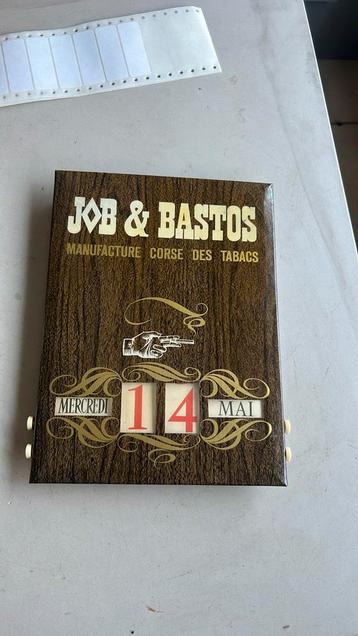 JOB & BASTOS
MANUFACTURE CORSE DES TABACS
MERCREDI 14 MAI